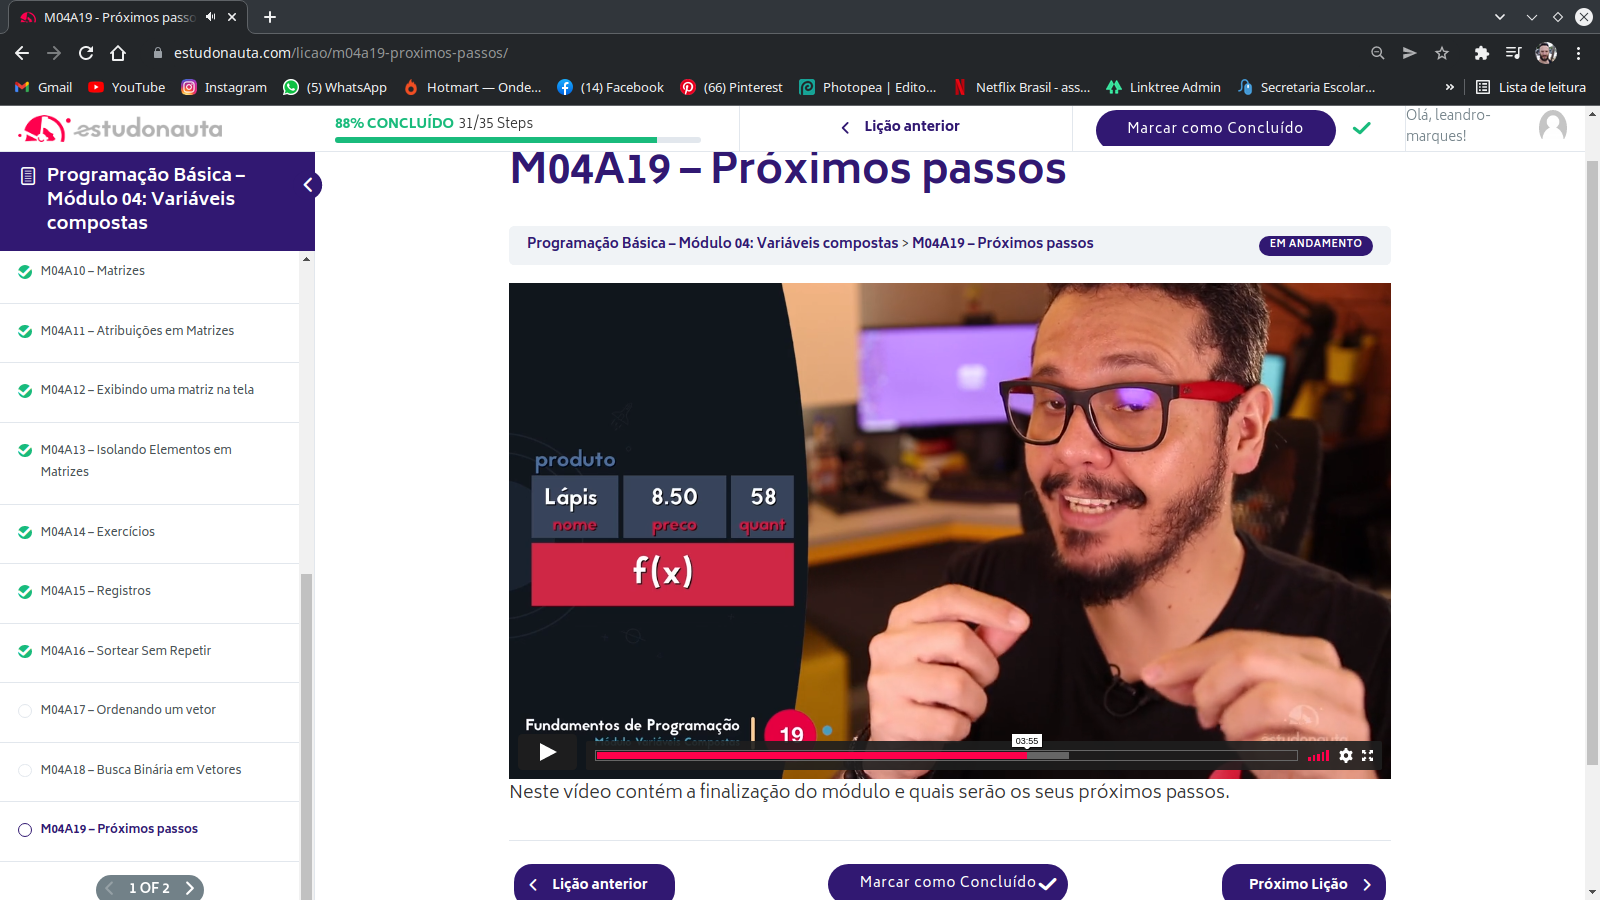 M04A19 - Próximos passo
estudonauta.com/licao/m04a19-proximos-passos/
Gmail
YouTube
Instagram
(5) WhatsApp
Hotmart — Onde...
(14) Facebook
(66) Pinterest
Photopea | Edito...
Netflix Brasil - ass...
Linktree Admin
Secretaria Escolar...
»
Lista de leitura
estudonauta
88% CONCLUÍDO 31/35 Steps
Lição anterior
Marcar como Concluído
Olá, leandro-
marques!
Programação Básica –
Módulo 04: Variáveis
compostas
M04A10 – Matrizes
M04A11 – Atribuições em Matrizes
M04A12 – Exibindo uma matriz na tela
M04A13 – Isolando Elementos em
Matrizes
M04A14 – Exercícios
M04A15 – Registros
M04A16 – Sortear Sem Repetir
M04A17 – Ordenando um vetor
M04A18 – Busca Binária em Vetores
M04A19 – Próximos passos
1 OF 2
M04A19 – Próximos passos
Programação Básica – Módulo 04: Variáveis compostas > M04A19 – Próximos passos
EM ANDAMENTO
produto
Lápis 8.50 58
nome preco quant
f(x)
Fundamentos de Programação
Módulo Variáveis Compostas
19
estudonauta
03:55
Neste vídeo contém a finalização do módulo e quais serão os seus próximos passos.
Lição anterior
Marcar como Concluído
Próximo Lição